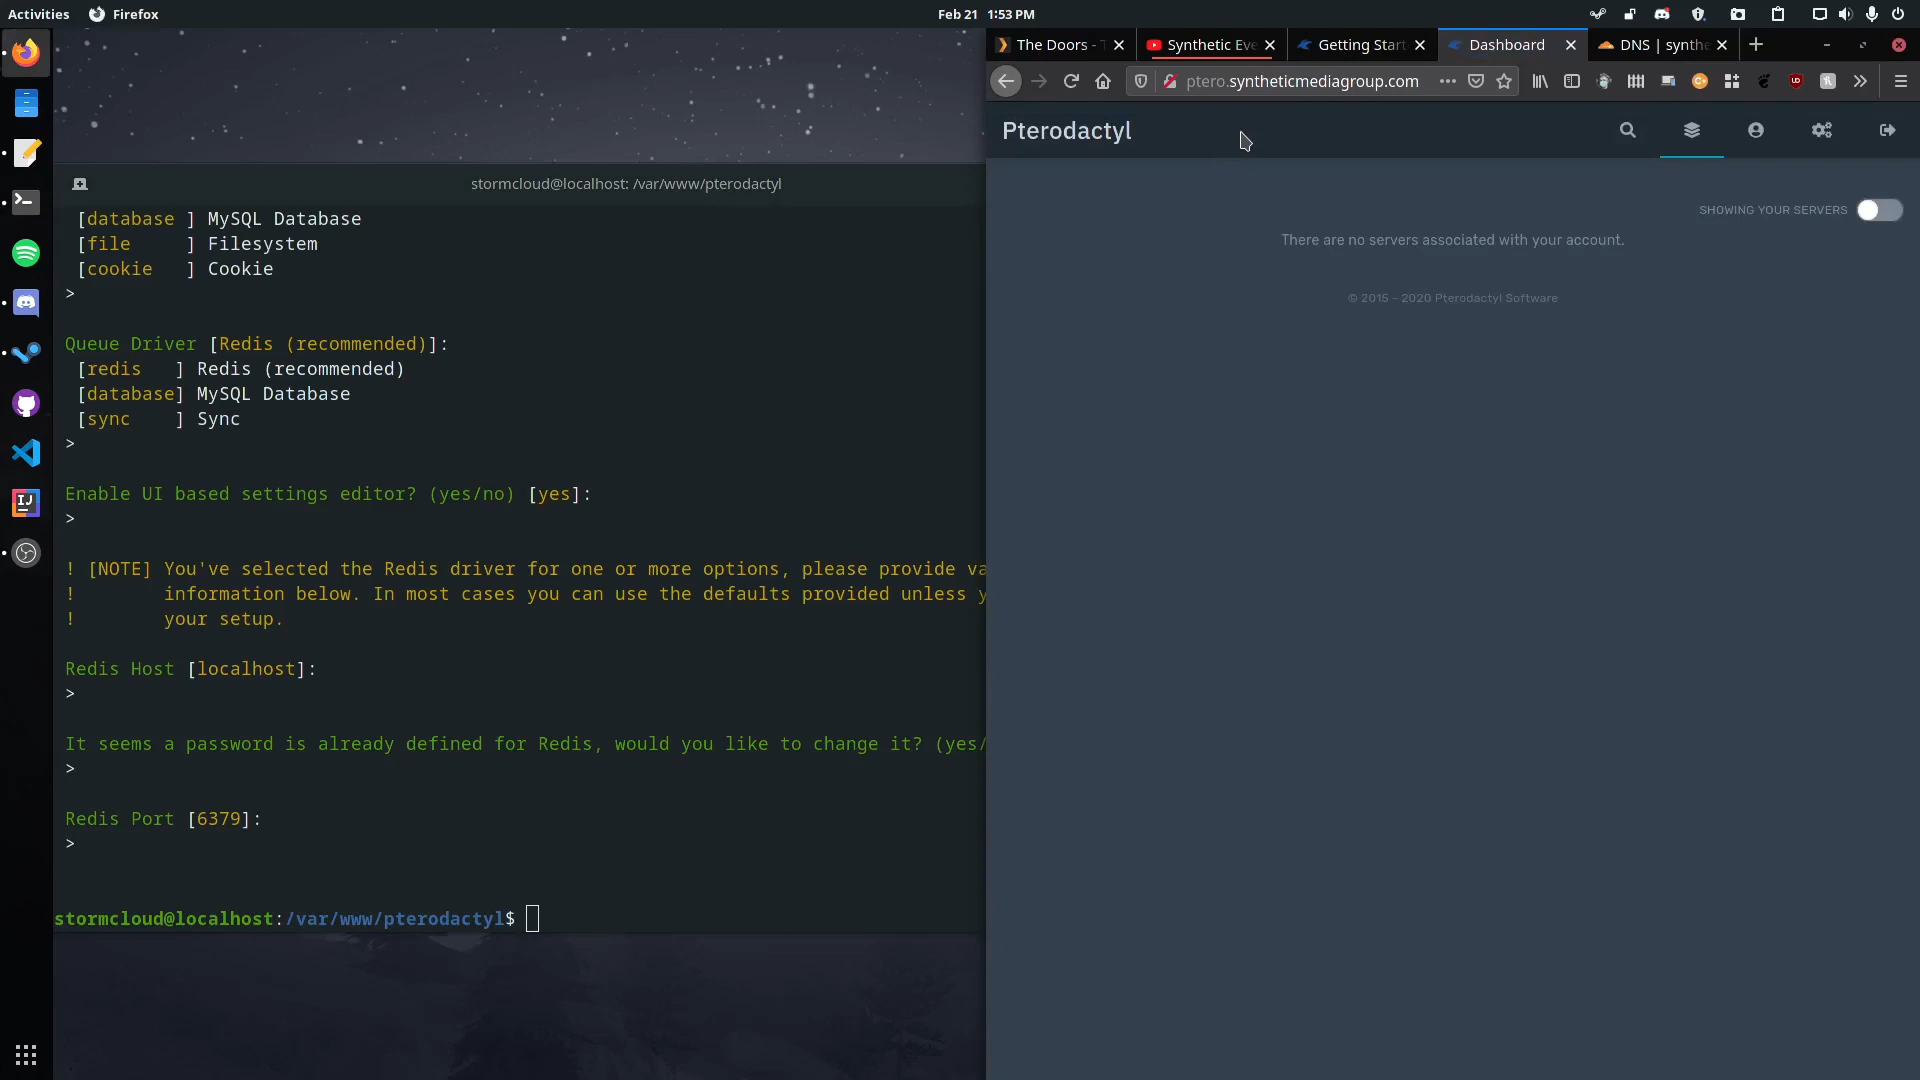 Activities
Firefox
Feb 21 1:53 PM
stormcloud@localhost: /var/www/pterodactyl
[database ] MySQL Database
[file     ] Filesystem
[cookie   ] Cookie
>
Queue Driver [Redis (recommended)]:
[redis   ] Redis (recommended)
[database] MySQL Database
[sync    ] Sync
>
Enable UI based settings editor? (yes/no) [yes]:
>
! [NOTE] You've selected the Redis driver for one or more options, please provide va
! information below. In most cases you can use the defaults provided unless y
! your setup.
Redis Host [localhost]:
>
It seems a password is already defined for Redis, would you like to change it? (yes/
>
Redis Port [6379]:
>
stormcloud@localhost:/var/www/pterodactyl$
The Doors - T
Synthetic Eve
Getting Start
Dashboard
DNS | synthe
ptero.syntheticmediagroup.com
Pterodactyl
SHOWING YOUR SERVERS
There are no servers associated with your account.
© 2015 - 2020 Pterodactyl Software